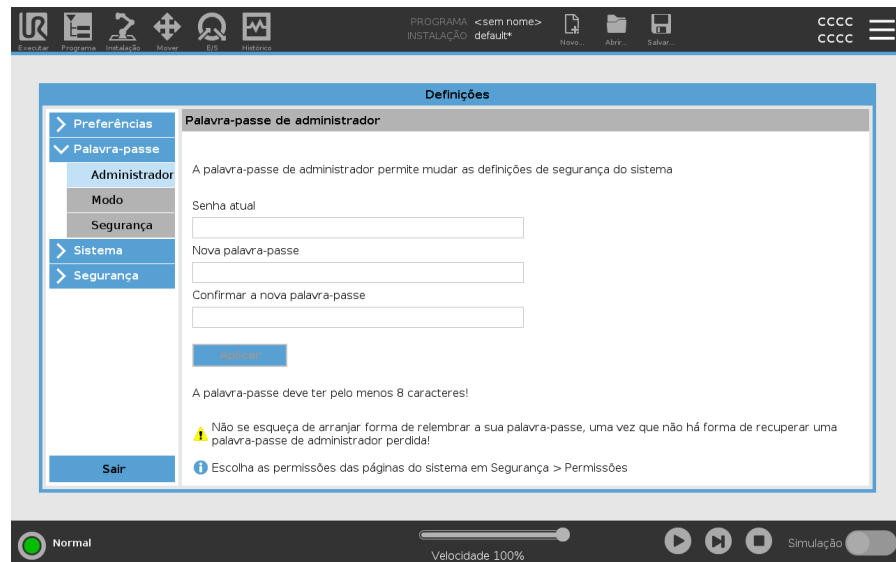 PROGRAMA <sem nome>
INSTALAÇÃO default*
Executar Programa Instalação Mover E/S Histórico Novo... Abrir... Salvar...
CCCC
CCCC
Definições
Preferências
Palavra-passe
Administrador
Modo
Segurança
Sistema
Segurança
Sair
Palavra-passe de administrador
A palavra-passe de administrador permite mudar as definições de segurança do sistema
Senha atual
Nova palavra-passe
Confirmar a nova palavra-passe
Aplicar
A palavra-passe deve ter pelo menos 8 caracteres!
Não se esqueça de arranjar forma de relembrar a sua palavra-passe, uma vez que não há forma de recuperar uma
palavra-passe de administrador perdida!
Escolha as permissões das páginas do sistema em Segurança > Permissões
Normal
Velocidade 100%
Simulação